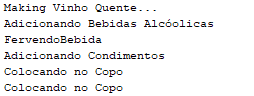 Making Vinho Quente...
Adicionando Bebidas Alcóolicas
FervendoBebida
Adicionando Condimentos
Colocando no Copo
Colocando no Copo